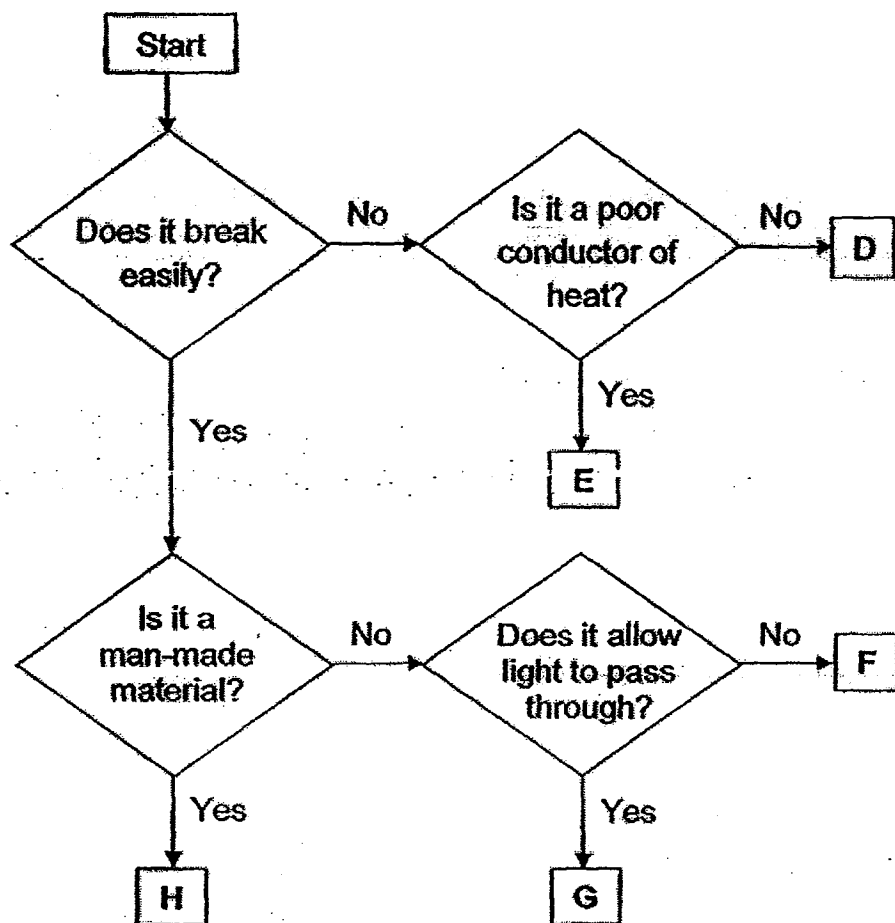 Start
Does it break
easily?
No
Is it a poor
conductor of
heat?
No
D
Yes
E
Yes
Is it a
man-made
material?
No
Does it allow
light to pass
through?
No
F
Yes
H
Yes
G